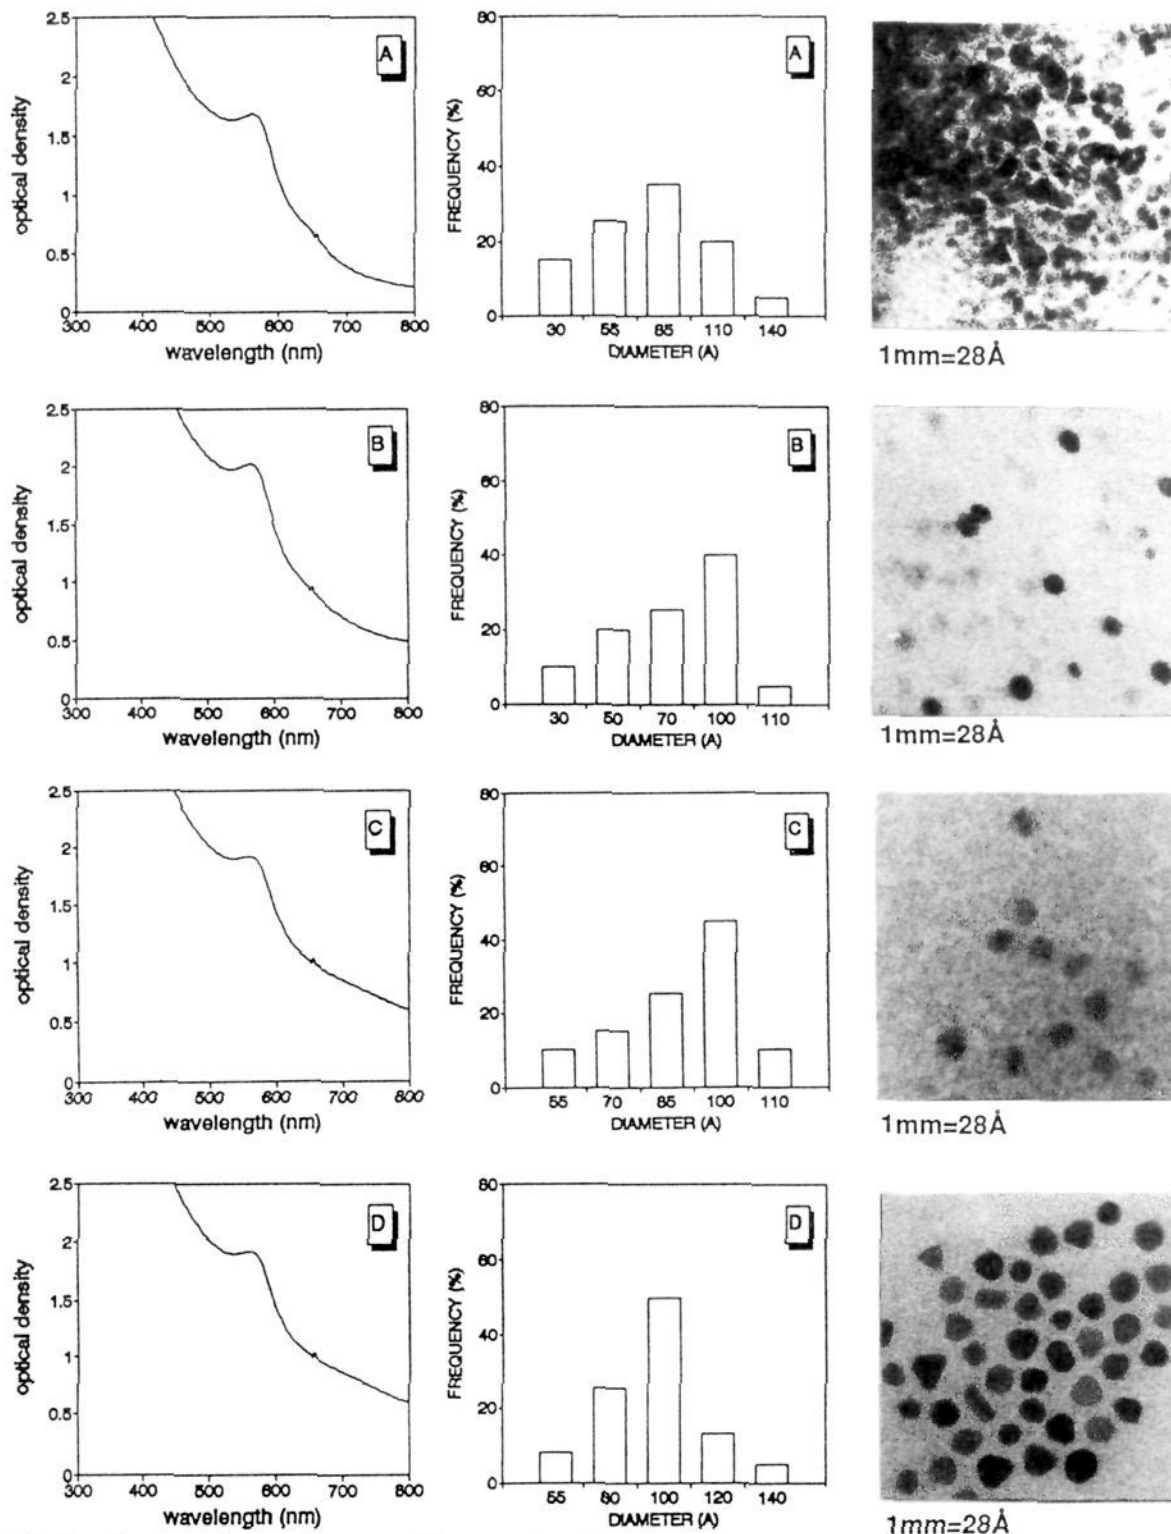 2.5
2
1.5
1
0.5
0
optical density
300 400 500 600 700 800
wavelength (nm)
A
80
60
40
20
0
FREQUENCY (%)
30 55 85 110 140
DIAMETER (A)
A
1mm=28Å
2.5
2
1.5
1
0.5
0
optical density
300 400 500 600 700 800
wavelength (nm)
B
80
60
40
20
0
FREQUENCY (%)
30 50 70 100 110
DIAMETER (A)
B
1mm=28Å
2.5
2
1.5
1
0.5
0
optical density
300 400 500 600 700 800
wavelength (nm)
C
80
60
40
20
0
FREQUENCY (%)
55 70 85 100 110
DIAMETER (A)
C
1mm=28Å
2.5
2
1.5
1
0.5
0
optical density
300 400 500 600 700 800
wavelength (nm)
D
80
60
40
20
0
FREQUENCY (%)
55 80 100 120 140
DIAMETER (A)
D
1mm=28Å